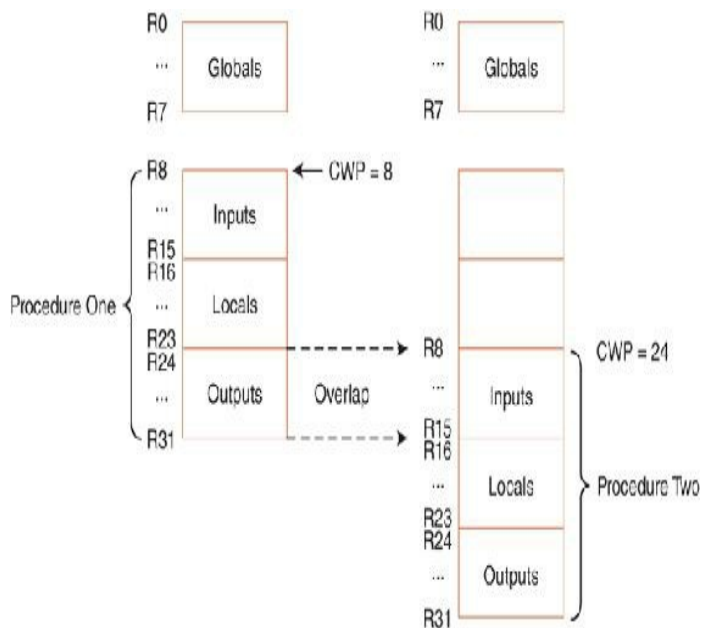 R0
...
R7
Globals
R0
...
R7
Globals
Procedure One
R8
...
R15
R16
...
R23
R24
...
R31
Inputs
Locals
Outputs
CWP = 8
Overlap
R8
...
R15
R16
...
R23
R24
...
R31
Inputs
Locals
Outputs
CWP = 24
Procedure Two